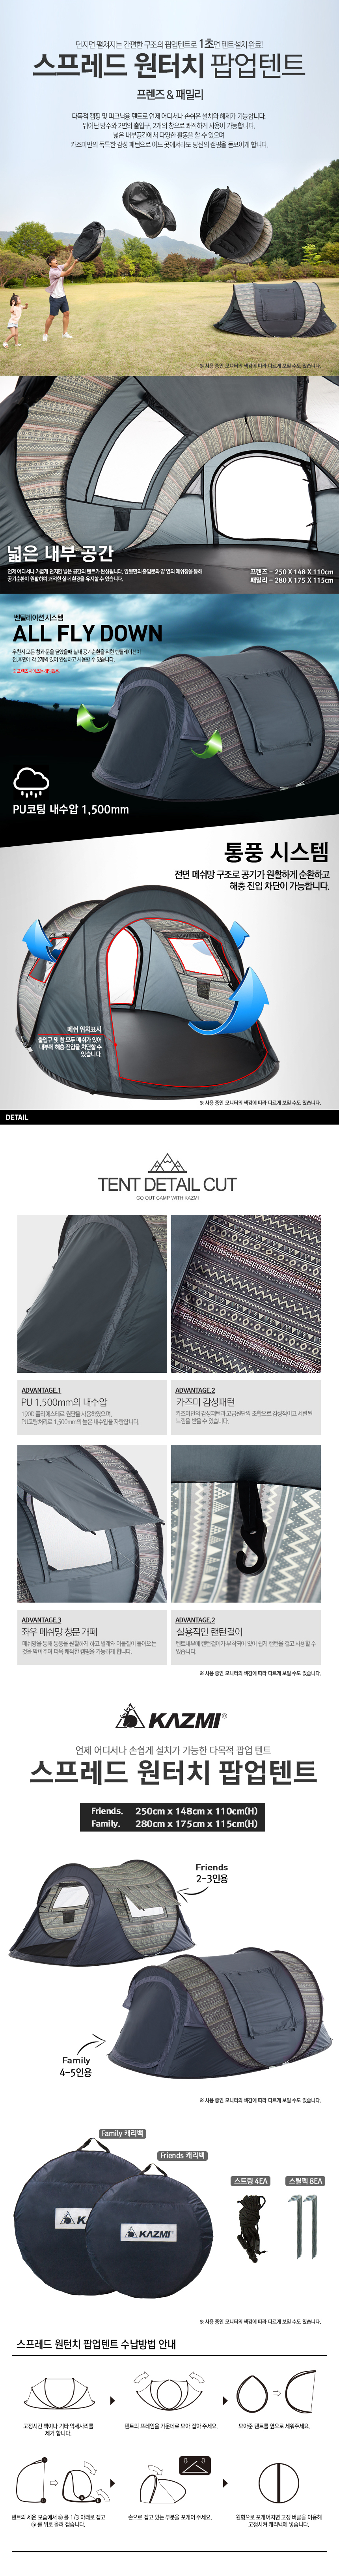 던지면 펼쳐지는 간편한 구조의 팝업텐트로 1초면 텐트설치 완료!
스프레드 원터치 팝업텐트
프렌즈 & 패밀리
다목적 캠핑 및 피크닉용 텐트로 언제 어디서나 손쉬운 설치와 해체가 가능합니다.
뛰어난 방수와 2면의 출입구, 2개의 창으로 쾌적하게 사용이 가능합니다.
넓은 내부공간에서 다양한 활동을 할 수 있으며
카즈미만의 독특한 감성 패턴으로 어느 곳에서라도 당신의 캠핑을 돋보이게 합니다.
※ 사용 중인 모니터의 색감에 따라 다르게 보일 수도 있습니다.
넓은 내부 공간
언제 어디서나 가볍게 던지면 넓은 공간의 텐트가 완성됩니다. 앞뒷면의 출입문과 양 옆의 메쉬창을 통해
공기순환이 원활하여 쾌적한 실내 환경을 유지할 수 있습니다.
프렌즈 - 250 X 148 X 110cm
패밀리 - 280 X 175 X 115cm
벤틸레이션 시스템
ALL FLY DOWN
우천시 모든 창과 문을 닫았을때 실내 공기순환을 위한 벤틸레이션이
전,후면에 각 2개씩 있어 안심하고 사용할 수 있습니다.
PU코팅 내수압 1,500mm
통풍 시스템
전면 메쉬망 구조로 공기가 원활하게 순환하고
해충 진입 차단이 가능합니다.
메쉬 위치표시
출입구 및 창 모두 메쉬가 있어
내부에 해충 진입을 차단할 수
있습니다.
※ 사용 중인 모니터의 색감에 따라 다르게 보일 수도 있습니다.
DETAIL
TENT DETAIL CUT
GO OUT CAMP WITH KAZMI
ADVANTAGE.1
PU 1,500mm의 내수압
190D 폴리에스테르 원단을 사용하였으며,
PU코팅처리로 1,500mm의 높은 내수압을 자랑합니다.
ADVANTAGE.2
카즈미 감성패턴
카즈미만의 감성패턴과 고급원단의 조합으로 감성적이고 세련된
느낌을 받을 수 있습니다.
ADVANTAGE.3
좌우 메쉬망 창문 개폐
메쉬망을 통해 통풍을 원활하게 하고 벌레와 이물질이 들어오는
것을 막아주며 더욱 쾌적한 캠핑을 가능하게 합니다.
ADVANTAGE.2
실용적인 랜턴걸이
텐트내부에 랜턴걸이가 부착되어 있어 쉽게 랜턴을 걸고 사용할 수
있습니다.
※ 사용 중인 모니터의 색감에 따라 다르게 보일 수도 있습니다.
KAZMI®
언제 어디서나 손쉽게 설치가 가능한 다목적 팝업 텐트
스프레드 원터치 팝업텐트
Friends. 250cm x 148cm x 110cm(H)
Family. 280cm x 175cm x 115cm(H)
Friends
2-3인용
Family
4-5인용
※ 사용 중인 모니터의 색감에 따라 다르게 보일 수도 있습니다.
Family 캐리백
Friends 캐리백
스트링 4EA
스틸펙 8EA
KAZMI
KAZMI
※ 사용 중인 모니터의 색감에 따라 다르게 보일 수도 있습니다.
스프레드 원터치 팝업텐트 수납방법 안내
고정시킨 펙이나 기타 악세사리를
제거 합니다.
텐트의 프레임을 가운데로 모아 잡아 주세요.
모아준 텐트를 옆으로 세워주세요.
텐트의 세운 모습에서 ⓐ 를 1/3 아래로 접고
ⓑ 를 위로 올려 접습니다.
손으로 잡고 있는 부분을 포개어 주세요.
원형으로 포개어지면 고정 버클을 이용해
고정시켜 캐리백에 넣습니다.